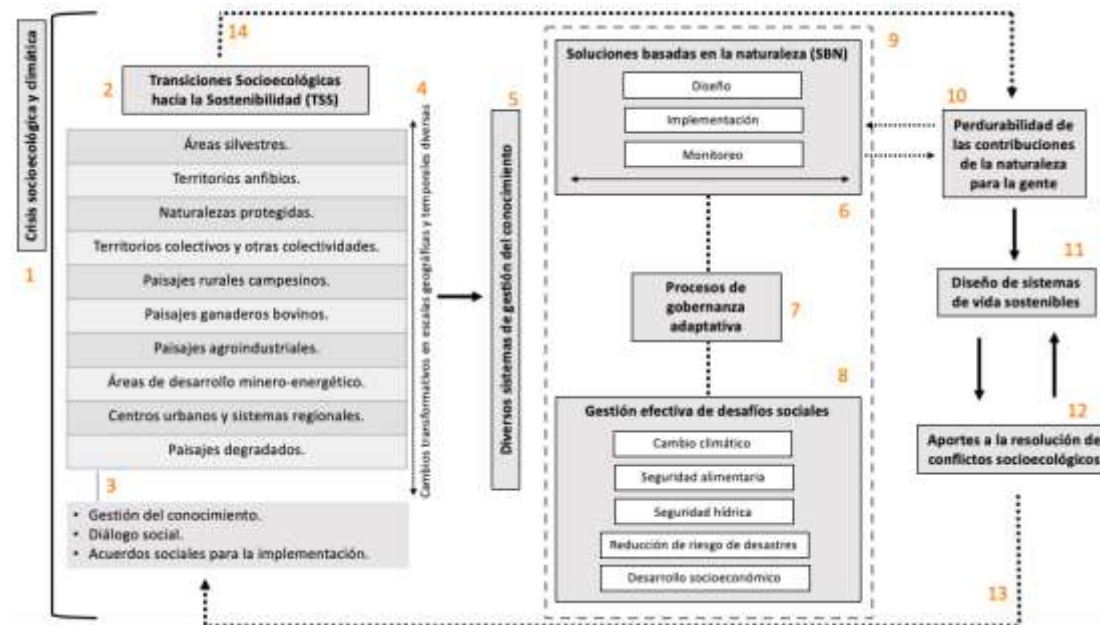 Crisis socioecológica y climática
1
14
2
Transiciones Socioecológicas
hacia la Sostenibilidad (TSS)
Áreas silvestres.
Territorios anfibios.
Naturalezas protegidas.
Territorios colectivos y otras colectividades.
Paisajes rurales campesinos.
Paisajes ganaderos bovinos.
Paisajes agroindustriales.
Áreas de desarrollo minero-energético.
Centros urbanos y sistemas regionales.
Paisajes degradados.
3
• Gestión del conocimiento.
• Diálogo social.
• Acuerdos sociales para la implementación.
4
Cambios transformativos en escalas geográficas y temporales diversas
5
Diversos sistemas de gestión del conocimiento
Soluciones basadas en la naturaleza (SBN)
Diseño
Implementación
Monitoreo
6
Procesos de
gobernanza
adaptativa
7
8
Gestión efectiva de desafíos sociales
Cambio climático
Seguridad alimentaria
Seguridad hídrica
Reducción de riesgo de desastres
Desarrollo socioeconómico
9
10
Perdurabilidad de
las contribuciones
de la naturaleza
para la gente
11
Diseño de sistemas
de vida sostenibles
12
Aportes a la resolución de
conflictos socioecológicos
13